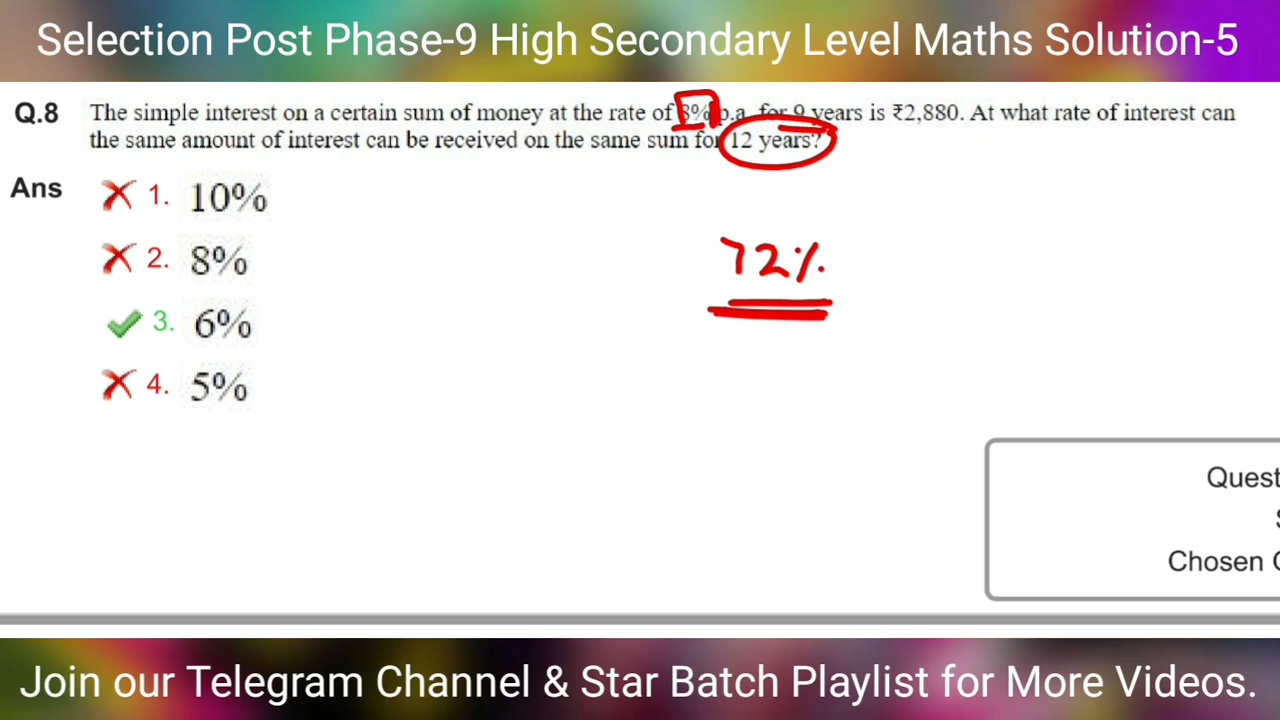 Selection Post Phase-9 High Secondary Level Maths Solution-5
Q.8 The simple interest on a certain sum of money at the rate of 8% p.a. for 9 years is ₹2,880. At what rate of interest can
the same amount of interest can be received on the same sum for 12 years?
Ans 1. 10%
2. 8%
3. 6%
4. 5%
72%
Quest
S
Chosen
Join our Telegram Channel & Star Batch Playlist for More Videos.